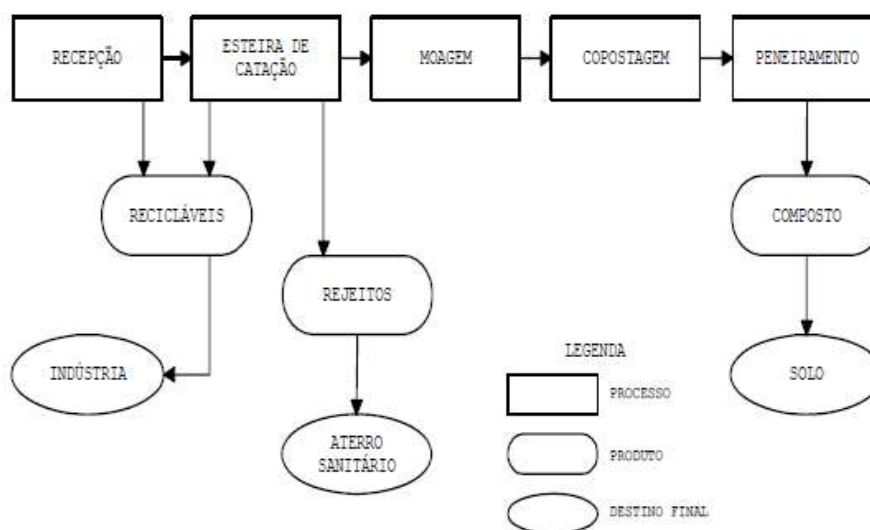 RECEPÇÃO
ESTEIRA DE
CATAÇÃO
MOAGEM
COPOSTAGEM
PENEIRAMENTO
RECICLÁVEIS
COMPOSTO
REJEITOS
INDÚSTRIA
LEGENDA
SOLO
PROCESSO
ATERRO
SANITÁRIO
PRODUTO
DESTINO FINAL